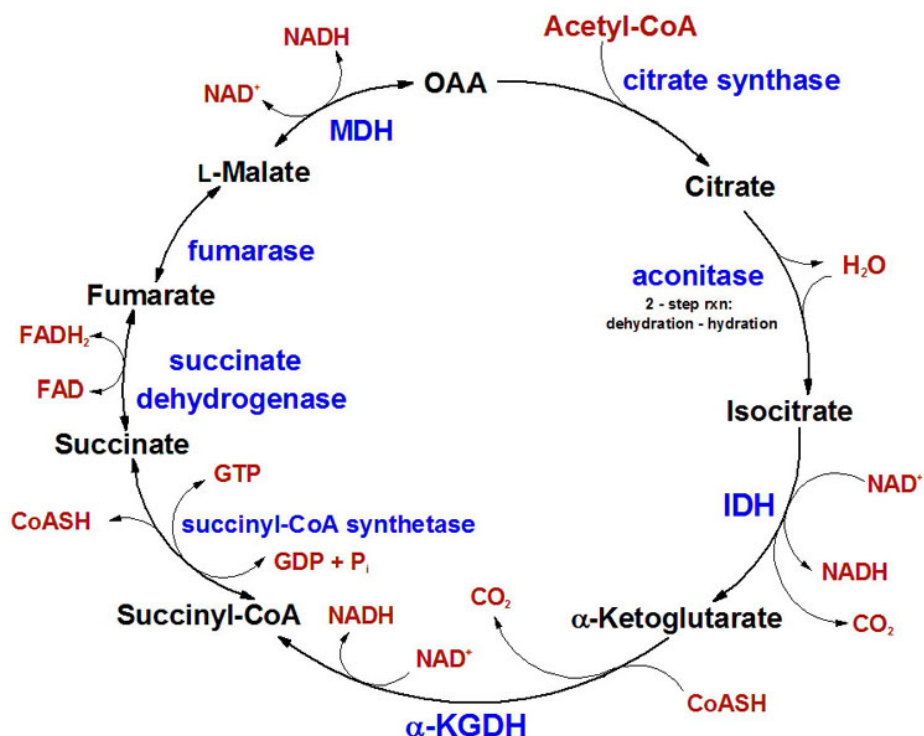 NADH
Acetyl-CoA
NAD⁺
OAA
citrate synthase
MDH
L-Malate
Citrate
fumarase
aconitase
H₂O
2 - step rxn:
dehydration - hydration
Fumarate
FADH₂
FAD
succinate
dehydrogenase
Isocitrate
Succinate
GTP
NAD⁺
IDH
CoASH
succinyl-CoA synthetase
GDP + Pᵢ
NADH
Succinyl-CoA
NADH
CO₂
α-Ketoglutarate
CO₂
NAD⁺
CoASH
α-KGDH